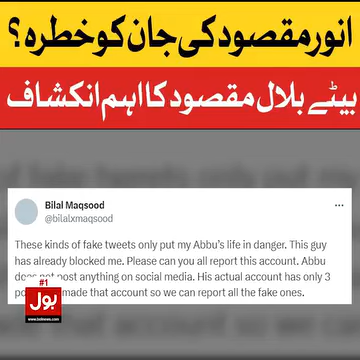 انور مقصود کی جان کو خطرہ؟
بیٹے بلال مقصود کا اہم انکشاف
Bilal Maqsood
@bilalxmaqsood
These kinds of fake tweets only put my Abbu's life in danger. This guy
has already blocked me. Please can you all report this account. Abbu
does not post anything on social media. His actual account has only 3
made that account so we can report all the fake ones.
#1
بول
www.bolnews.com